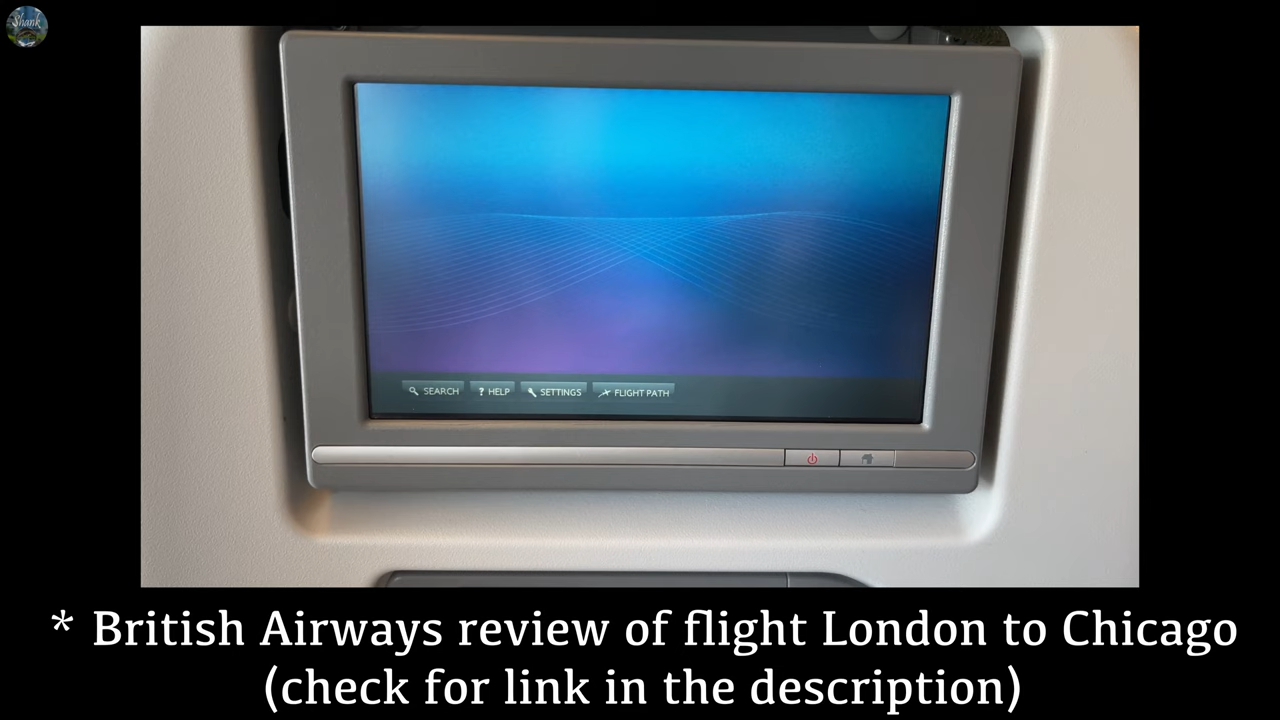 Shank
SEARCH ? HELP SETTINGS FLIGHT PATH
* British Airways review of flight London to Chicago
(check for link in the description)